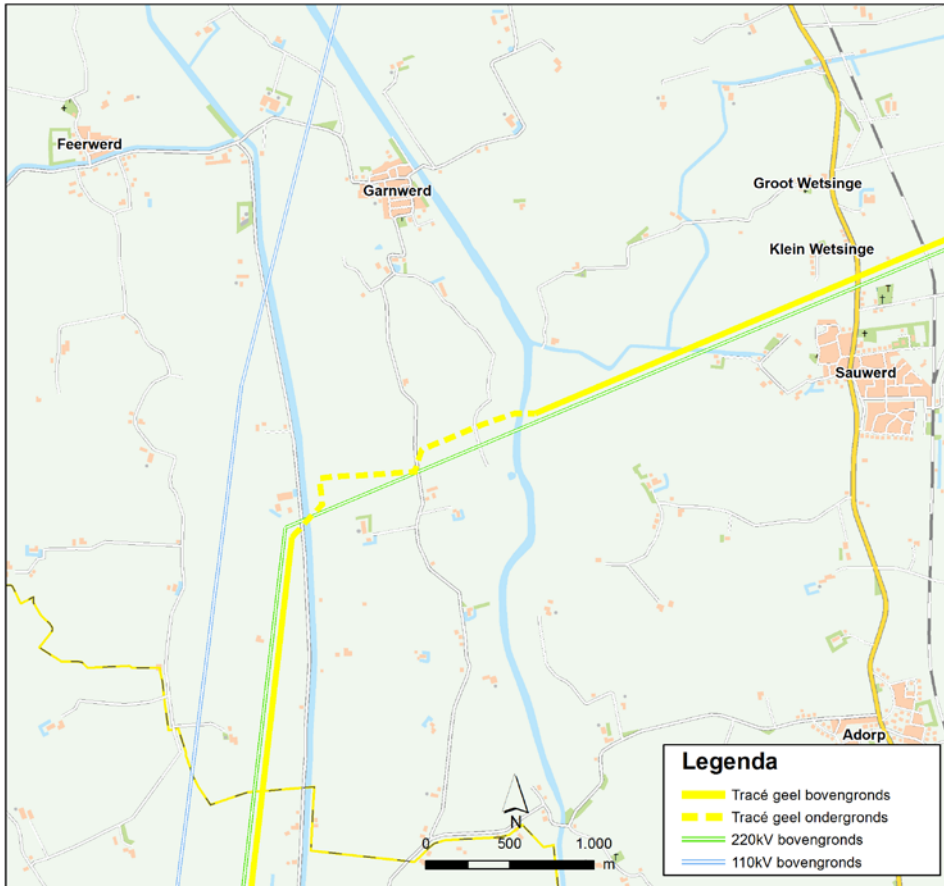 Feerwerd
Garnwerd
Groot Wetsinge
Klein Wetsinge
Sauwerd
Adorp
N
0 500 1.000
m
Legenda
Tracé geel bovengronds
Tracé geel ondergronds
220kV bovengronds
110kV bovengronds